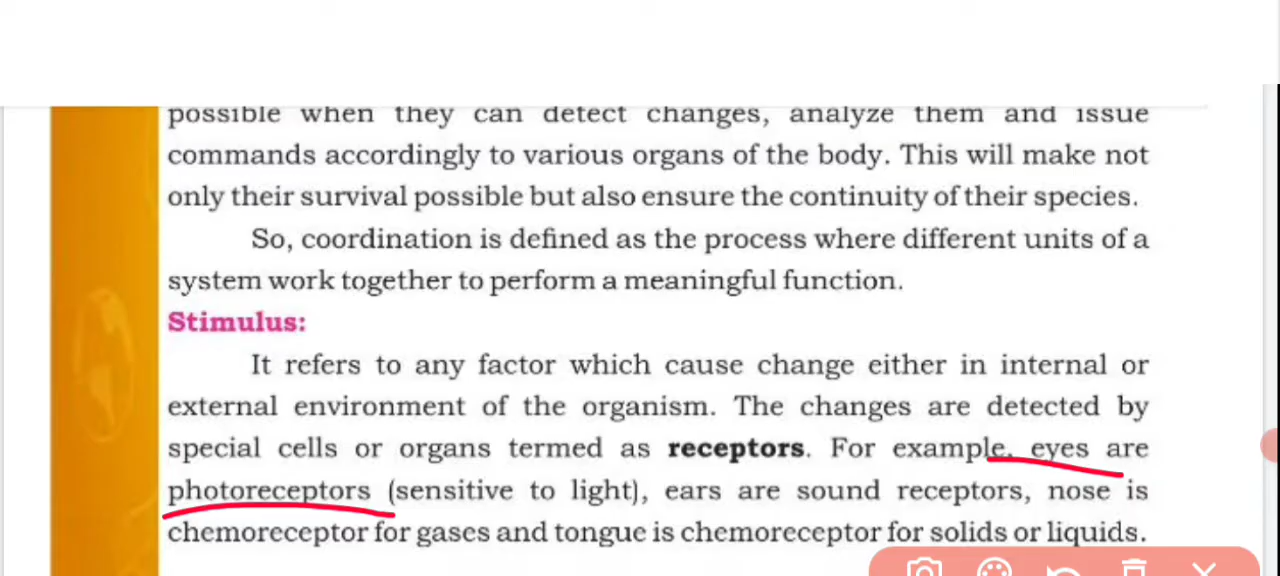 possible when they can detect changes, analyze them and issue
commands accordingly to various organs of the body. This will make not
only their survival possible but also ensure the continuity of their species.
So, coordination is defined as the process where different units of a
system work together to perform a meaningful function.
Stimulus:
It refers to any factor which cause change either in internal or
external environment of the organism. The changes are detected by
special cells or organs termed as receptors. For example, eyes are
photoreceptors (sensitive to light), ears are sound receptors, nose is
chemoreceptor for gases and tongue is chemoreceptor for solids or liquids.